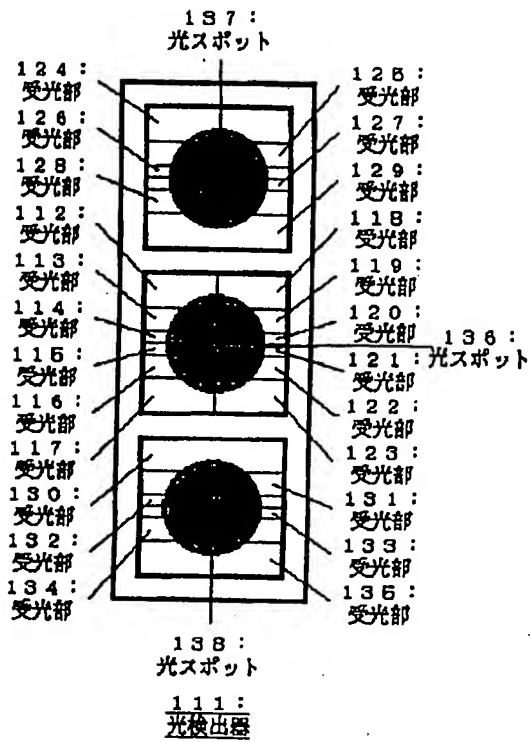 137:
光スポット
124:
受光部
126:
受光部
128:
受光部
112:
受光部
113:
受光部
114:
受光部
115:
受光部
116:
受光部
117:
受光部
130:
受光部
132:
受光部
134:
受光部
125:
受光部
127:
受光部
129:
受光部
118:
受光部
119:
受光部
120:
受光部
136:
光スポット
121:
受光部
122:
受光部
123:
受光部
131:
受光部
133:
受光部
135:
受光部
138:
光スポット
111:
光検出器